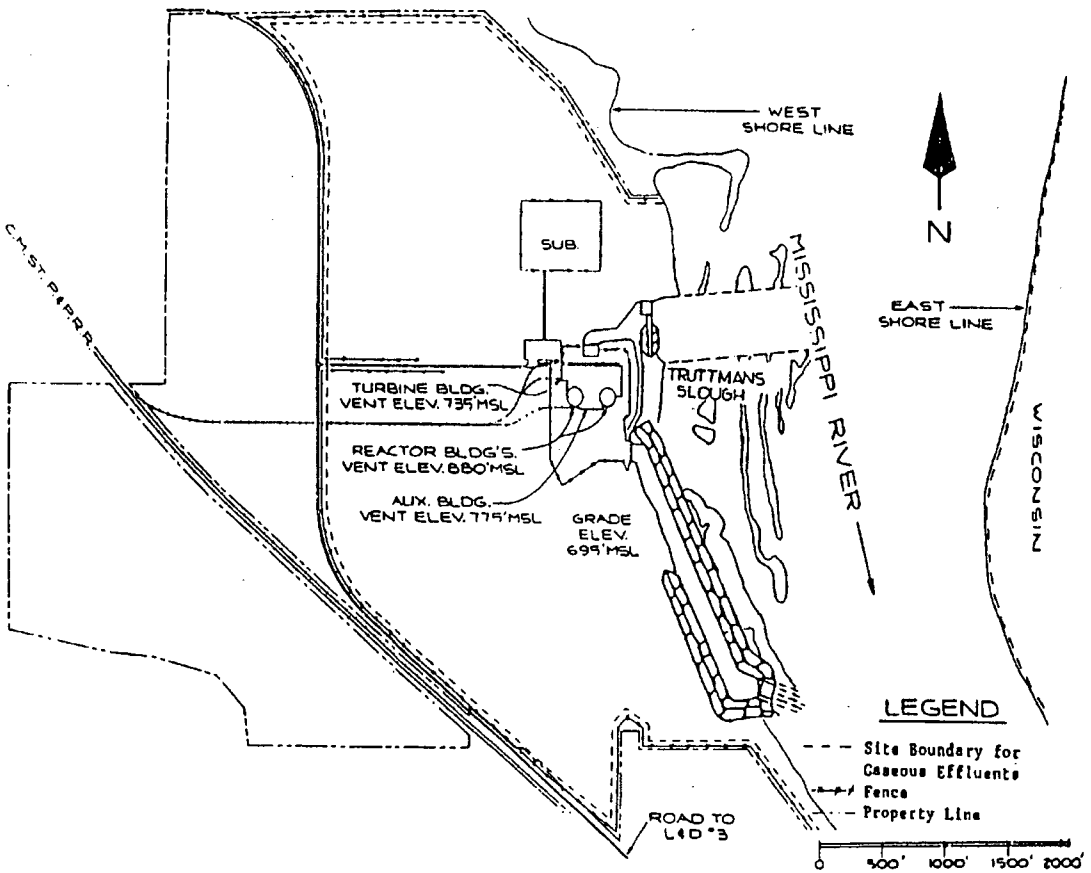 WEST
SHORE LINE
N
C.M.ST. P.& P.R.R.
SUB.
MISSISSIPPI RIVER
EAST
SHORE LINE
TRUTTMANS
SLOUGH
TURBINE BLDG.
VENT ELEV. 735'MSL
REACTOR BLDG'S.
VENT ELEV. 880'MSL
AUX. BLDG.
VENT ELEV. 775'MSL
GRADE
ELEV.
695'MSL
WISCONSIN
LEGEND
Site Boundary for
Gaseous Effluents
Fence
Property Line
ROAD TO
L&D #3
0 500' 1000' 1500' 2000'